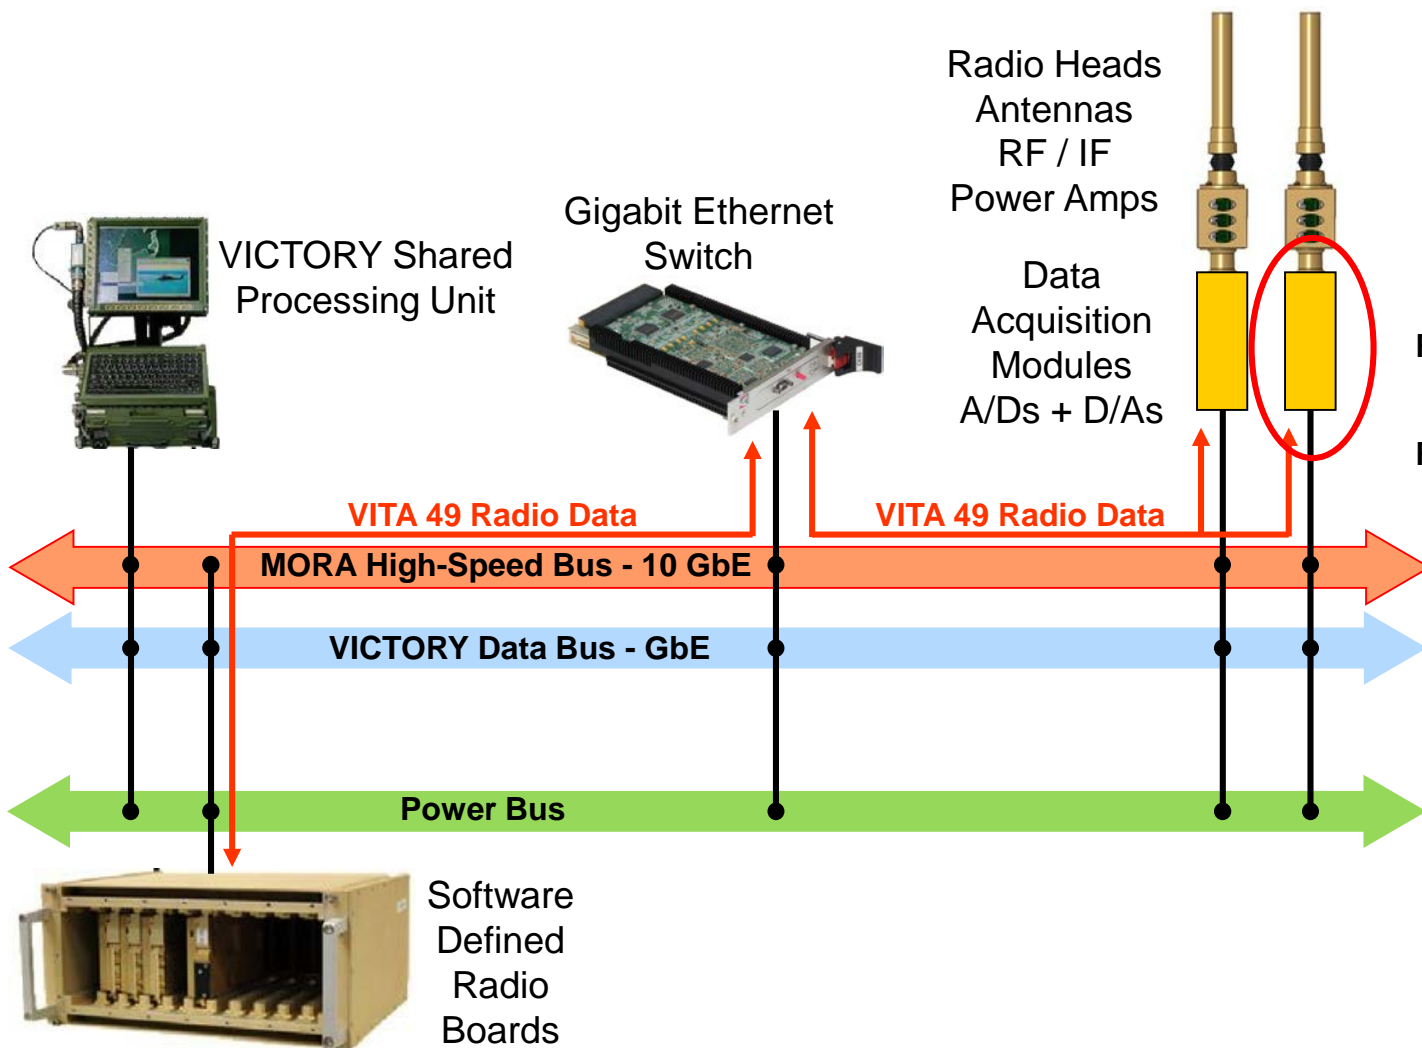 Radio Heads
Antennas
RF / IF
Power Amps
Gigabit Ethernet
Switch
VICTORY Shared
Processing Unit
Data
Acquisition
Modules
A/Ds + D/As
VITA 49 Radio Data
VITA 49 Radio Data
MORA High-Speed Bus - 10 GbE
VICTORY Data Bus - GbE
Power Bus
Software
Defined
Radio
Boards